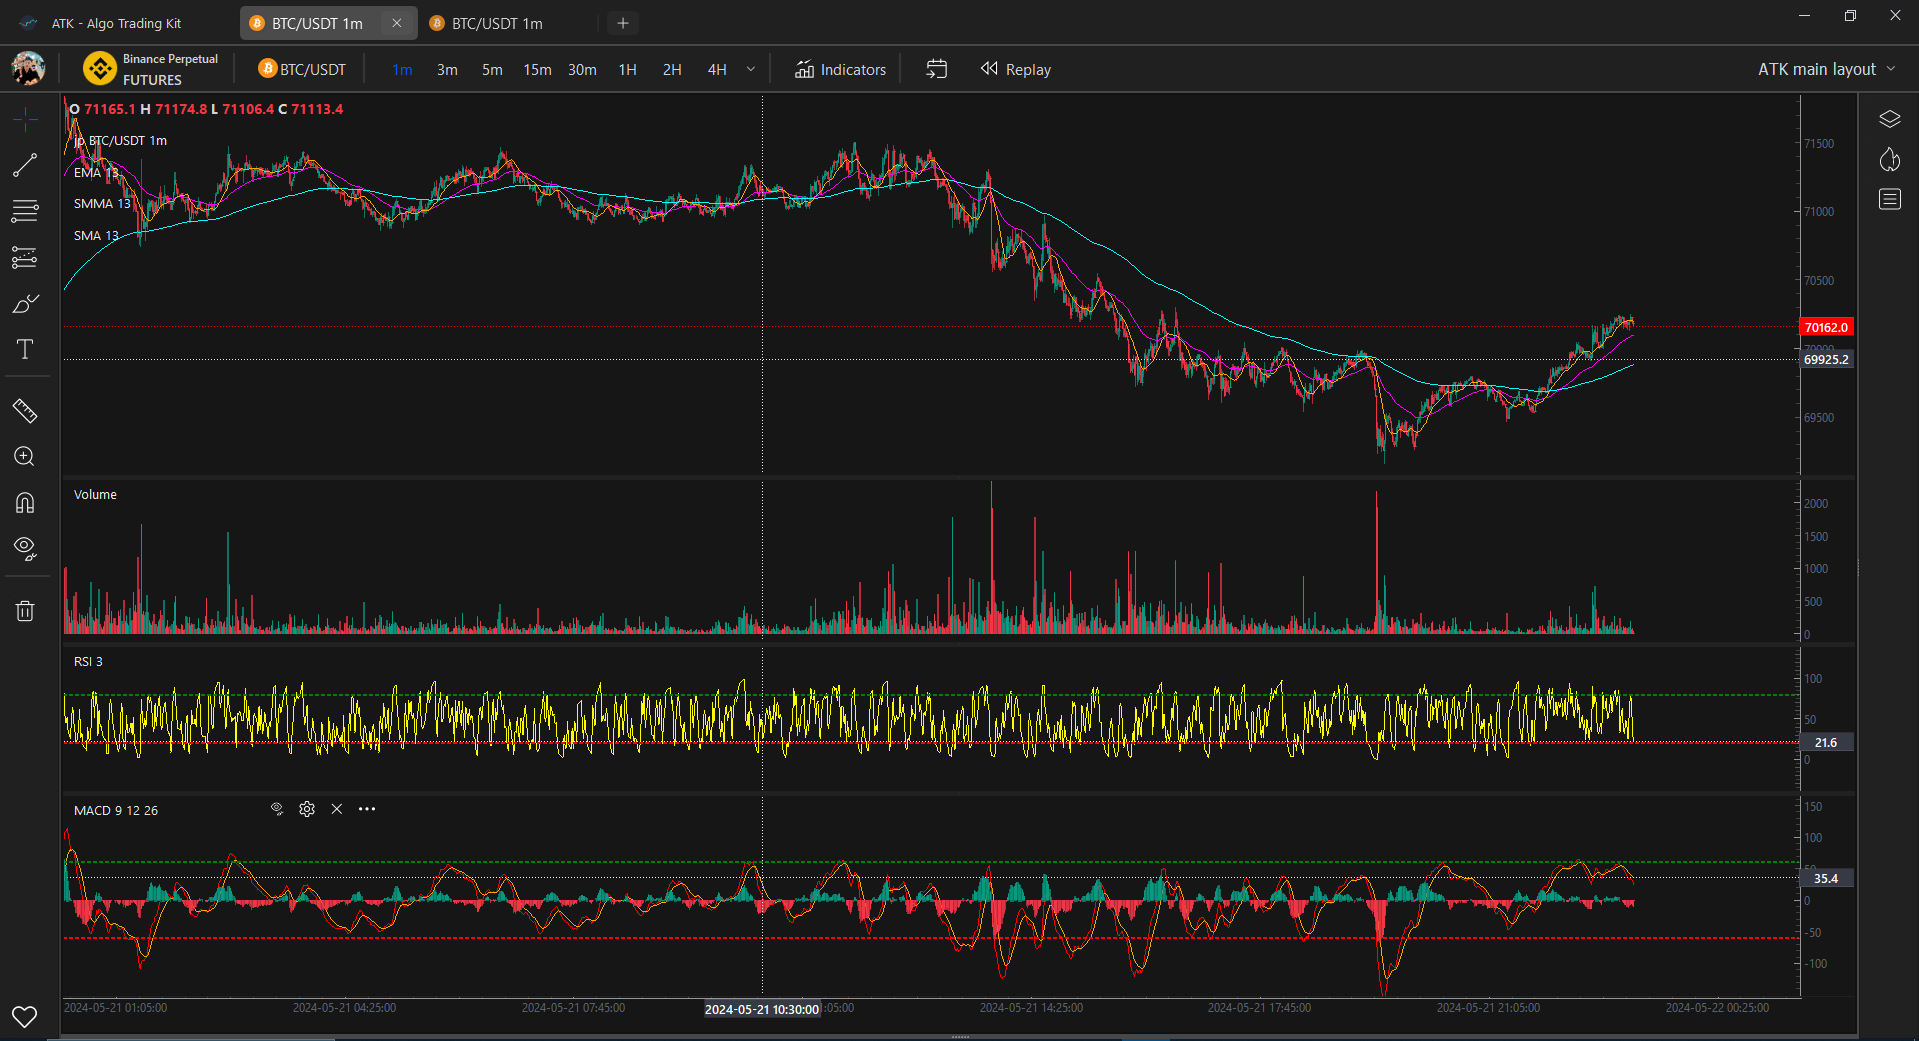 ATK - Algo Trading Kit
BTC/USDT 1m
BTC/USDT 1m
Binance Perpetual
FUTURES
BTC/USDT
1m 3m 5m 15m 30m 1H 2H 4H
Indicators
Replay
ATK main layout
O 71165.1 H 71174.8 L 71106.4 C 71113.4
jp BTC/USDT 1m
EMA 13
SMMA 13
SMA 13
71500
71000
70500
70162.0
70000
69925.2
69500
Volume
2000
1500
1000
500
0
RSI 3
100
50
21.6
0
MACD 9 12 26
150
100
50
35.4
0
-50
-100
2024-05-21 01:05:00 2024-05-21 04:25:00 2024-05-21 07:45:00 2024-05-21 10:30:00 :05:00 2024-05-21 14:25:00 2024-05-21 17:45:00 2024-05-21 21:05:00 2024-05-22 00:25:00